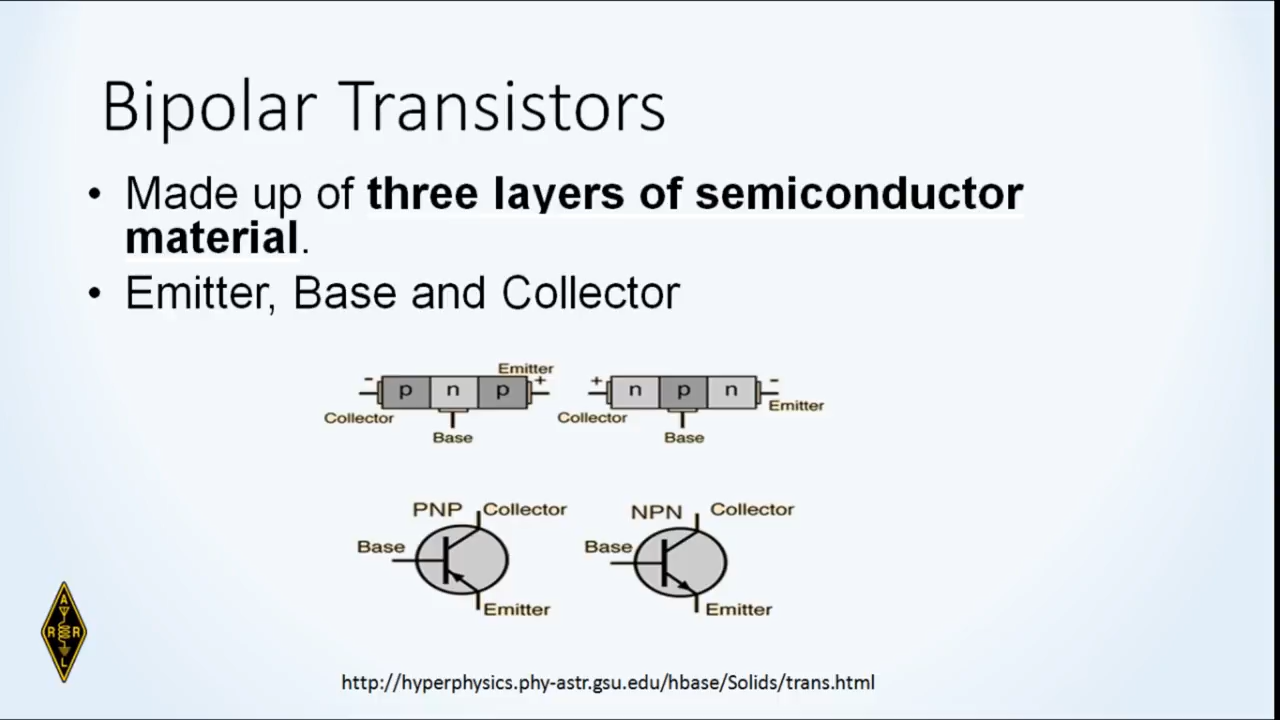 Bipolar Transistors
• Made up of three layers of semiconductor
material.
• Emitter, Base and Collector
Emitter
- p n p +
Collector
Base
+ n p n -
Collector
Emitter
Base
PNP Collector
Base
Emitter
NPN Collector
Base
Emitter
A
R R
L
http://hyperphysics.phy-astr.gsu.edu/hbase/Solids/trans.html